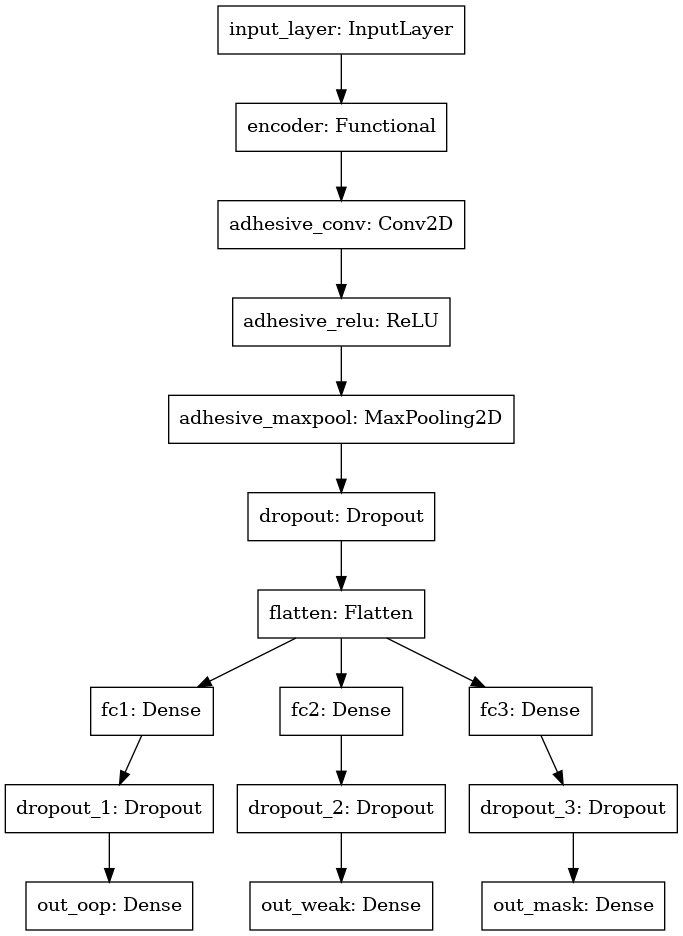 input_layer: InputLayer
encoder: Functional
adhesive_conv: Conv2D
adhesive_relu: ReLU
adhesive_maxpool: MaxPooling2D
dropout: Dropout
flatten: Flatten
fc1: Dense
fc2: Dense
fc3: Dense
dropout_1: Dropout
dropout_2: Dropout
dropout_3: Dropout
out_oop: Dense
out_weak: Dense
out_mask: Dense